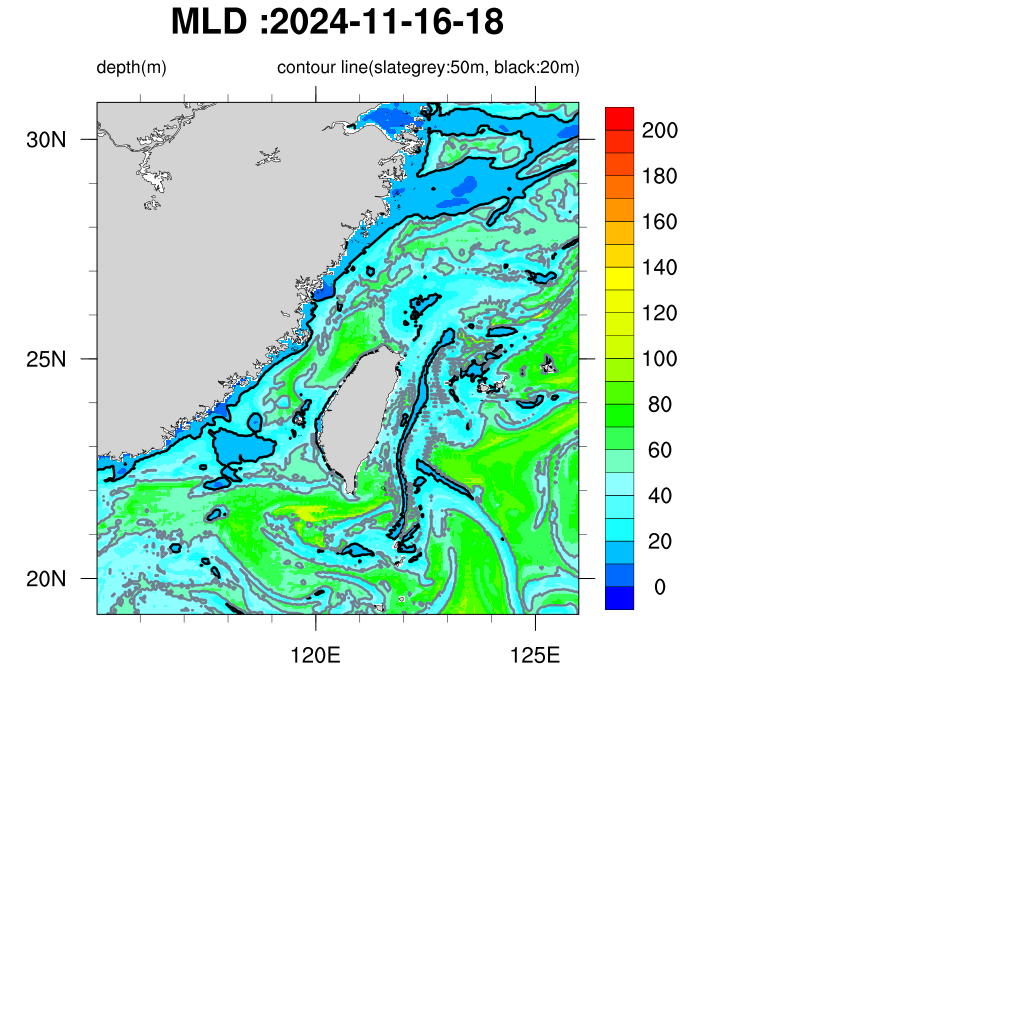 MLD :2024-11-16-18
depth(m)
contour line(slategrey:50m, black:20m)
30N
25N
20N
120E
125E
200
180
160
140
120
100
80
60
40
20
0